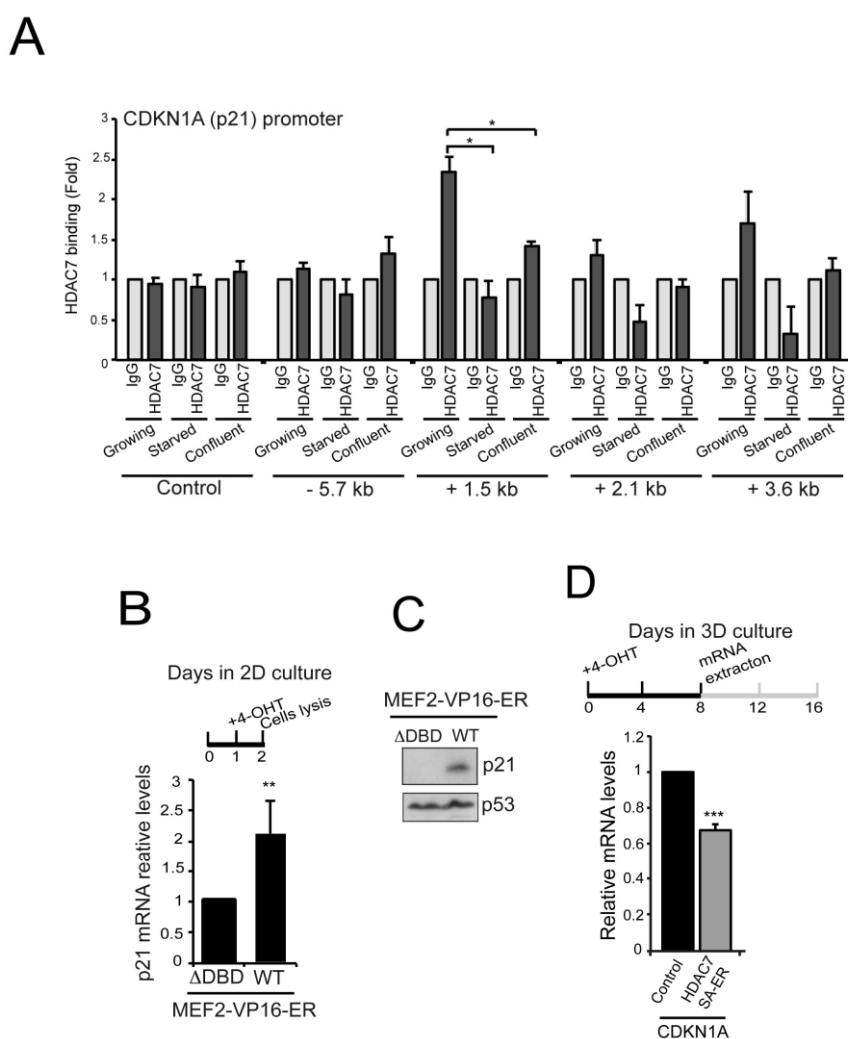 A
CDKN1A (p21) promoter
HDAC7 binding (Fold)
3
2.5
2
1.5
1
0.5
0
*
*
IgG HDAC7 IgG HDAC7 IgG HDAC7 IgG HDAC7 IgG HDAC7 IgG HDAC7 IgG HDAC7 IgG HDAC7 IgG HDAC7 IgG HDAC7 IgG HDAC7 IgG HDAC7 IgG HDAC7 IgG HDAC7 IgG HDAC7
Growing Starved Confluent Growing Starved Confluent Growing Starved Confluent Growing Starved Confluent Growing Starved Confluent
Control - 5.7 kb + 1.5 kb + 2.1 kb + 3.6 kb
B
Days in 2D culture
+4-OHT
Cells lysis
0 1 2
p21 mRNA reative levels
3
2.5
2
1.5
1
0.5
0
**
ΔDBD WT
MEF2-VP16-ER
C
MEF2-VP16-ER
ΔDBD WT
p21
p53
D
Days in 3D culture
+4-OHT
mRNA
extracton
0 4 8 12 16
Relative mRNA levels
1.2
1
0.8
0.6
0.4
0.2
0
***
Control
HDAC7
SA-ER
CDKN1A